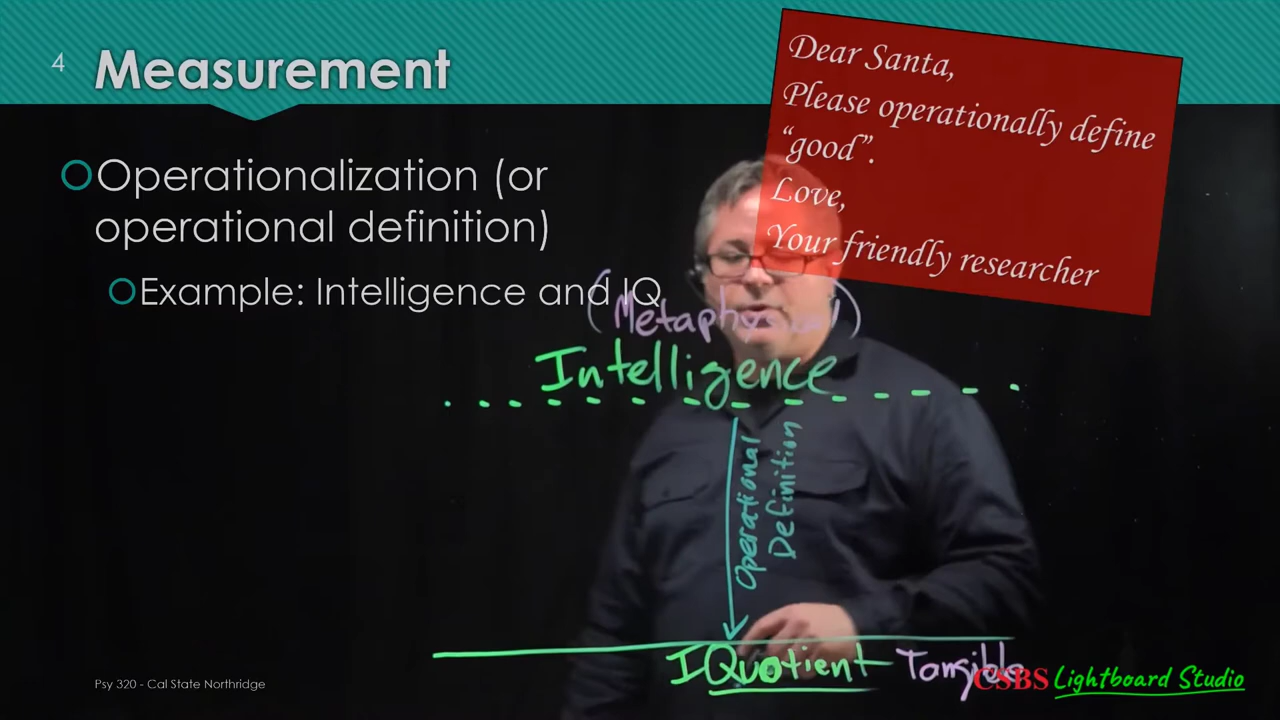 4
Measurement
Dear Santa,
Please operationally define
“good”.
Love,
Your friendly researcher
Operationalization (or
operational definition)
Example: Intelligence and IQ
(Metaphysical)
Intelligence
Operational
Definition
IQuotient Tangible
Psy 320 - Cal State Northridge
CSBS Lightboard Studio